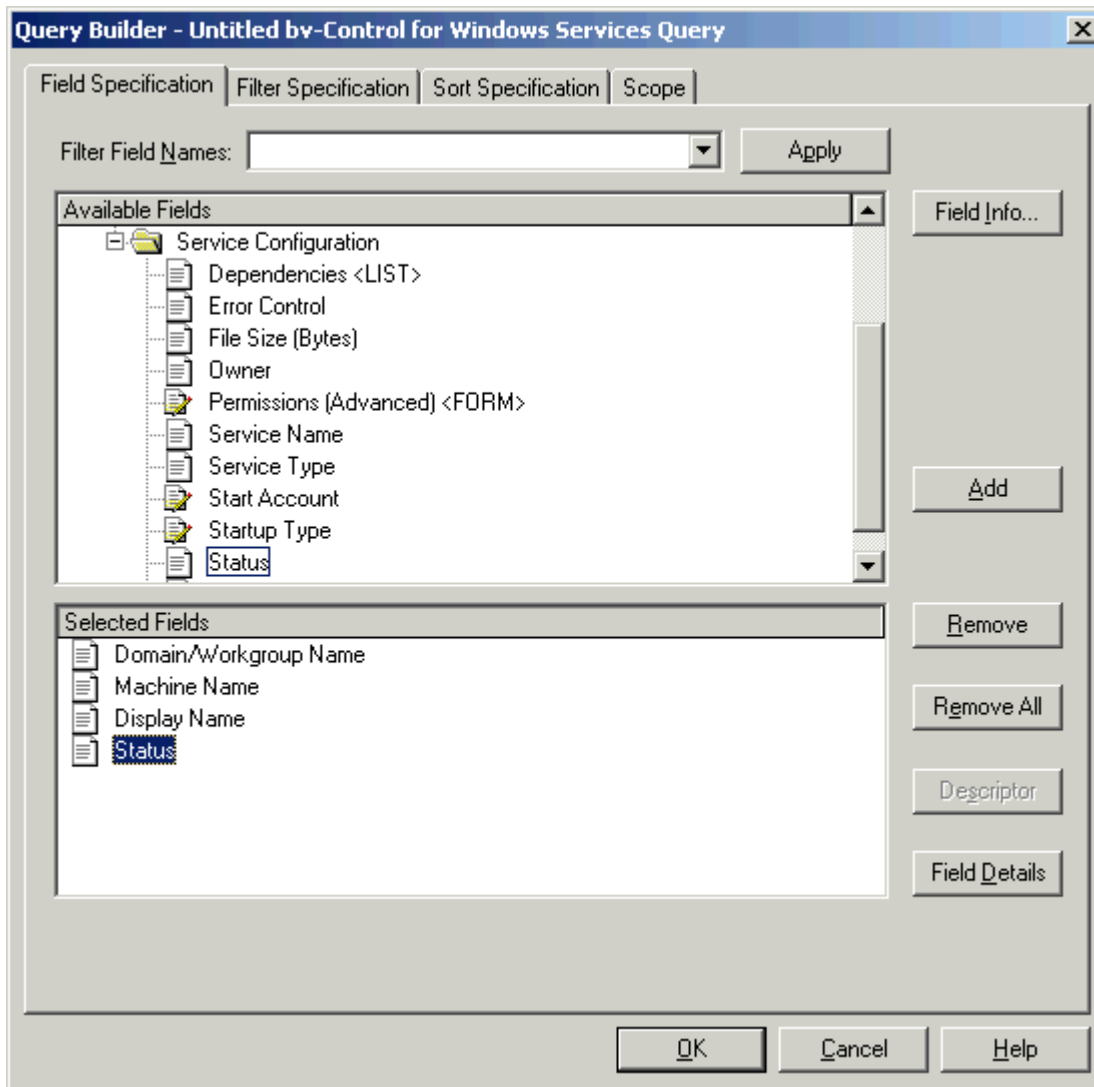 Query Builder - Untitled bv-Control for Windows Services Query
Field Specification Filter Specification Sort Specification Scope
Filter Field Names: Apply
Available Fields Field Info...
Service Configuration
Dependencies <LIST>
Error Control
File Size (Bytes)
Owner
Permissions (Advanced) <FORM>
Service Name
Service Type
Start Account Add
Startup Type
Status
Selected Fields Remove
Domain/Workgroup Name
Machine Name Remove All
Display Name
Status
Descriptor
Field Details
OK Cancel Help